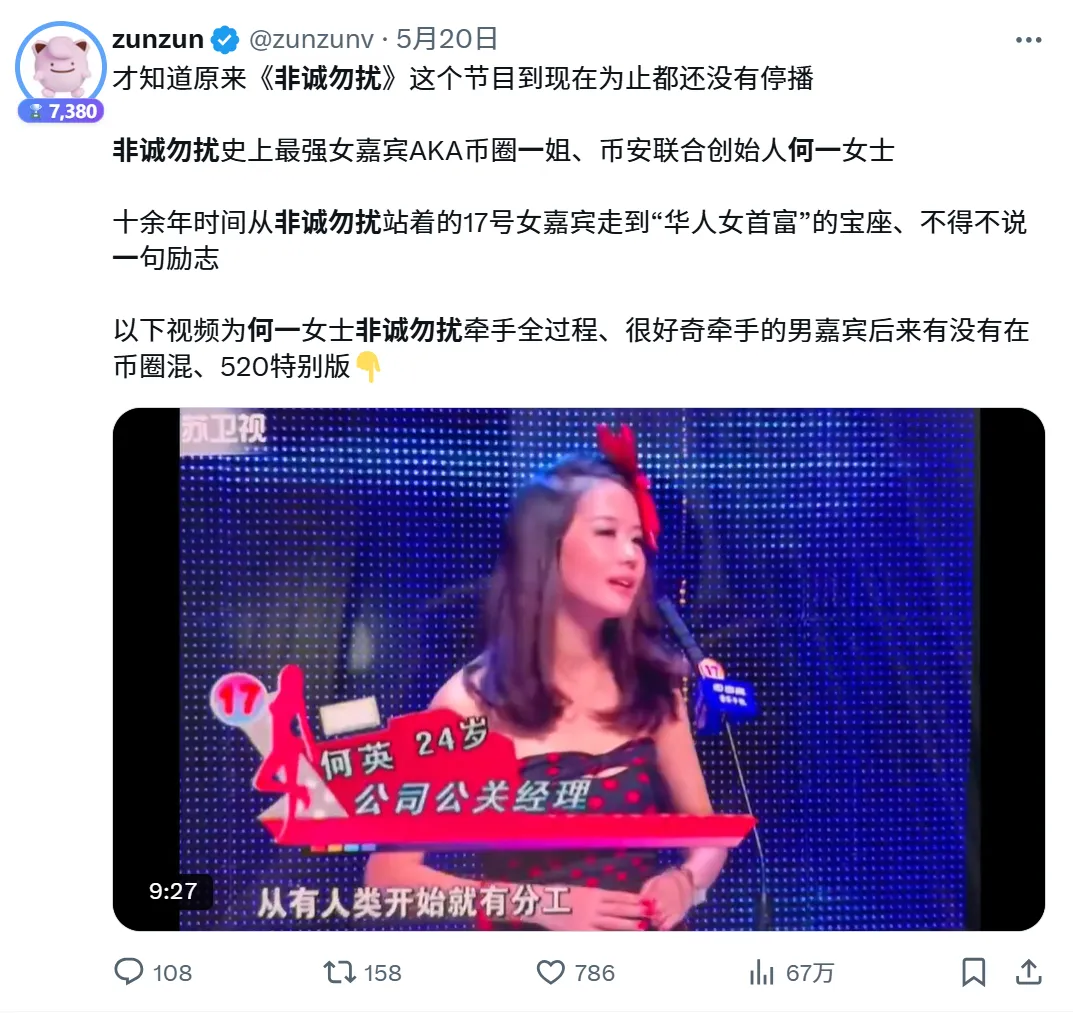 zunzun @zunzunv · 5月20日
7,380
才知道原来《非诚勿扰》这个节目到现在为止都还没有停播
非诚勿扰史上最强女嘉宾AKA币圈一姐、币安联合创始人何一女士
十余年时间从非诚勿扰站着的17号女嘉宾走到“华人女首富”的宝座、不得不说
一句励志
以下视频为何一女士非诚勿扰牵手全过程、很好奇牵手的男嘉宾后来有没有在
币圈混、520特别版👇
苏卫视
17
17
何英 24岁
公司公关经理
9:27
从有人类开始就有分工
108 158 786 67万